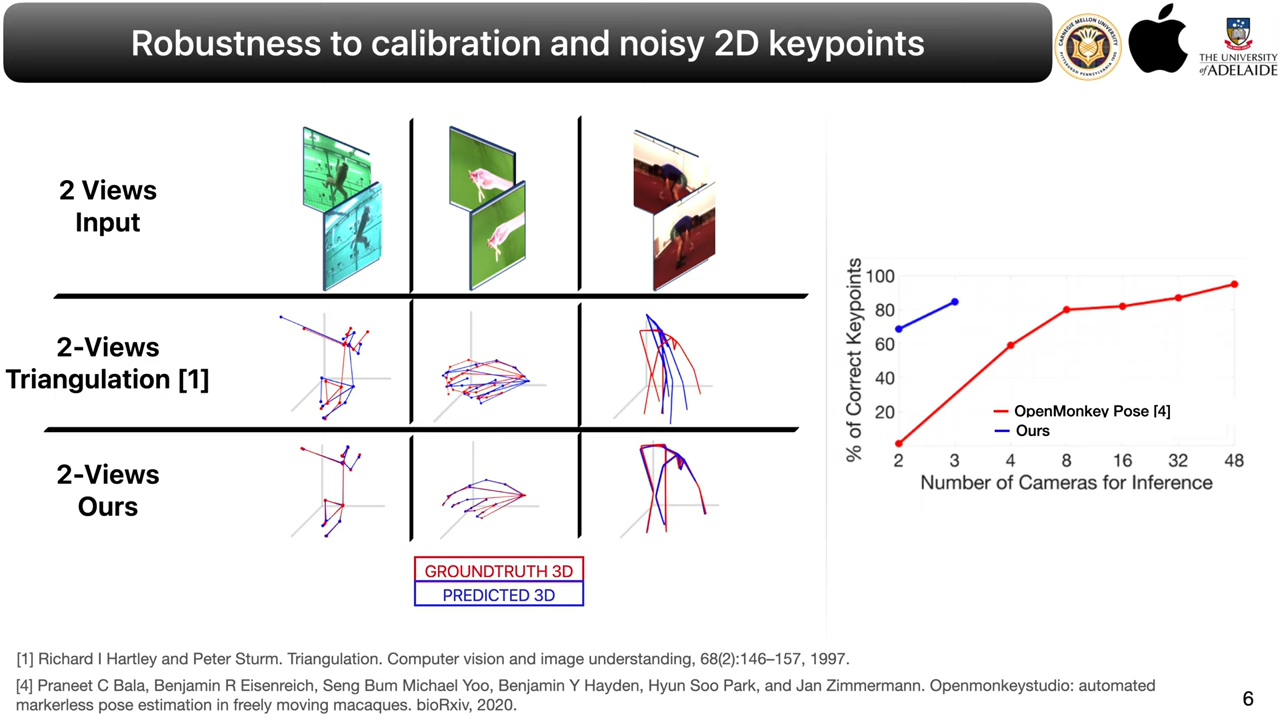 Robustness to calibration and noisy 2D keypoints
CARNEGIE MELLON UNIVERSITY
PITTSBURGH PENNSYLVANIA
THE UNIVERSITY
of ADELAIDE
2 Views
Input
2-Views
Triangulation [1]
2-Views
Ours
GROUNDTRUTH 3D
PREDICTED 3D
% of Correct Keypoints
100
80
60
40
20
OpenMonkey Pose [4]
Ours
2 3 4 8 16 32 48
Number of Cameras for Inference
[1] Richard I Hartley and Peter Sturm. Triangulation. Computer vision and image understanding, 68(2):146–157, 1997.
[4] Praneet C Bala, Benjamin R Eisenreich, Seng Bum Michael Yoo, Benjamin Y Hayden, Hyun Soo Park, and Jan Zimmermann. Openmonkeystudio: automated
markerless pose estimation in freely moving macaques. bioRxiv, 2020.
6